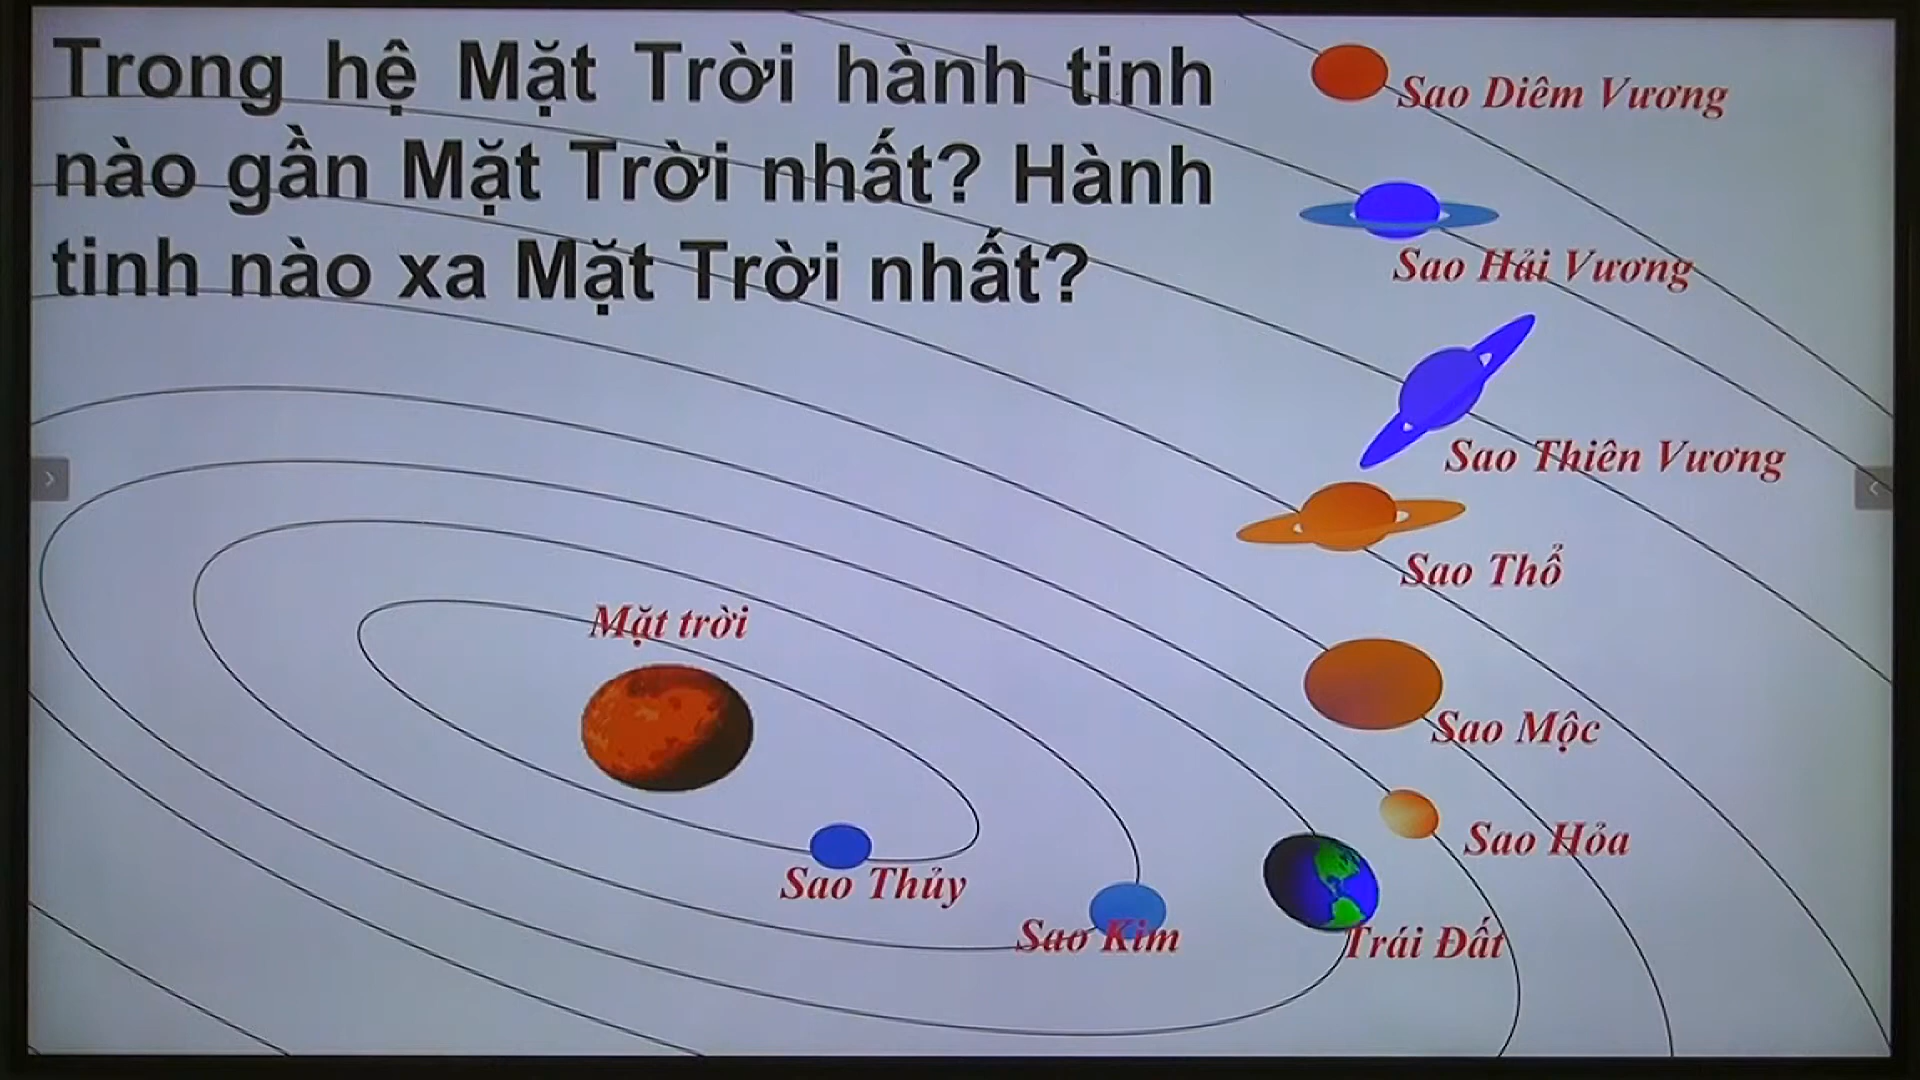 Trong hệ Mặt Trời hành tinh
nào gần Mặt Trời nhất? Hành
tinh nào xa Mặt Trời nhất?
Sao Diêm Vương
Sao Hải Vương
Sao Thiên Vương
Sao Thổ
Mặt trời
Sao Mộc
Sao Hỏa
Sao Thủy
Sao Kim
Trái Đất